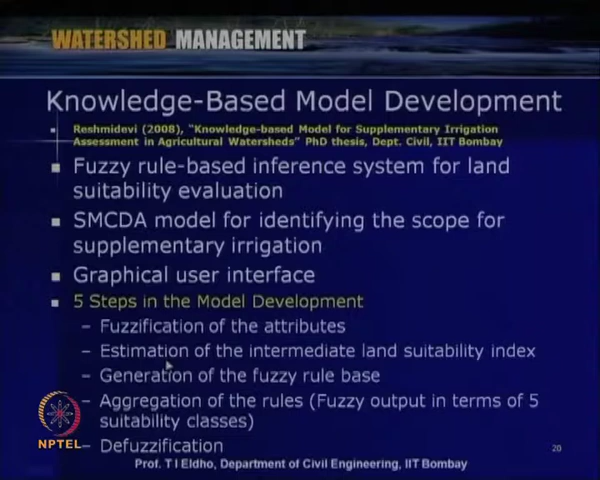 WATERSHED MANAGEMENT
Knowledge-Based Model Development
Reshmidevi (2008), "Knowledge-based Model for Supplementary Irrigation
Assessment in Agricultural Watersheds" PhD thesis, Dept. Civil, IIT Bombay
Fuzzy rule-based inference system for land
suitability evaluation
SMCDA model for identifying the scope for
supplementary irrigation
Graphical user interface
5 Steps in the Model Development
– Fuzzification of the attributes
– Estimation of the intermediate land suitability index
– Generation of the fuzzy rule base
– Aggregation of the rules (Fuzzy output in terms of 5
suitability classes)
– Defuzzification
NPTEL
20
Prof. T I Eldho, Department of Civil Engineering, IIT Bombay